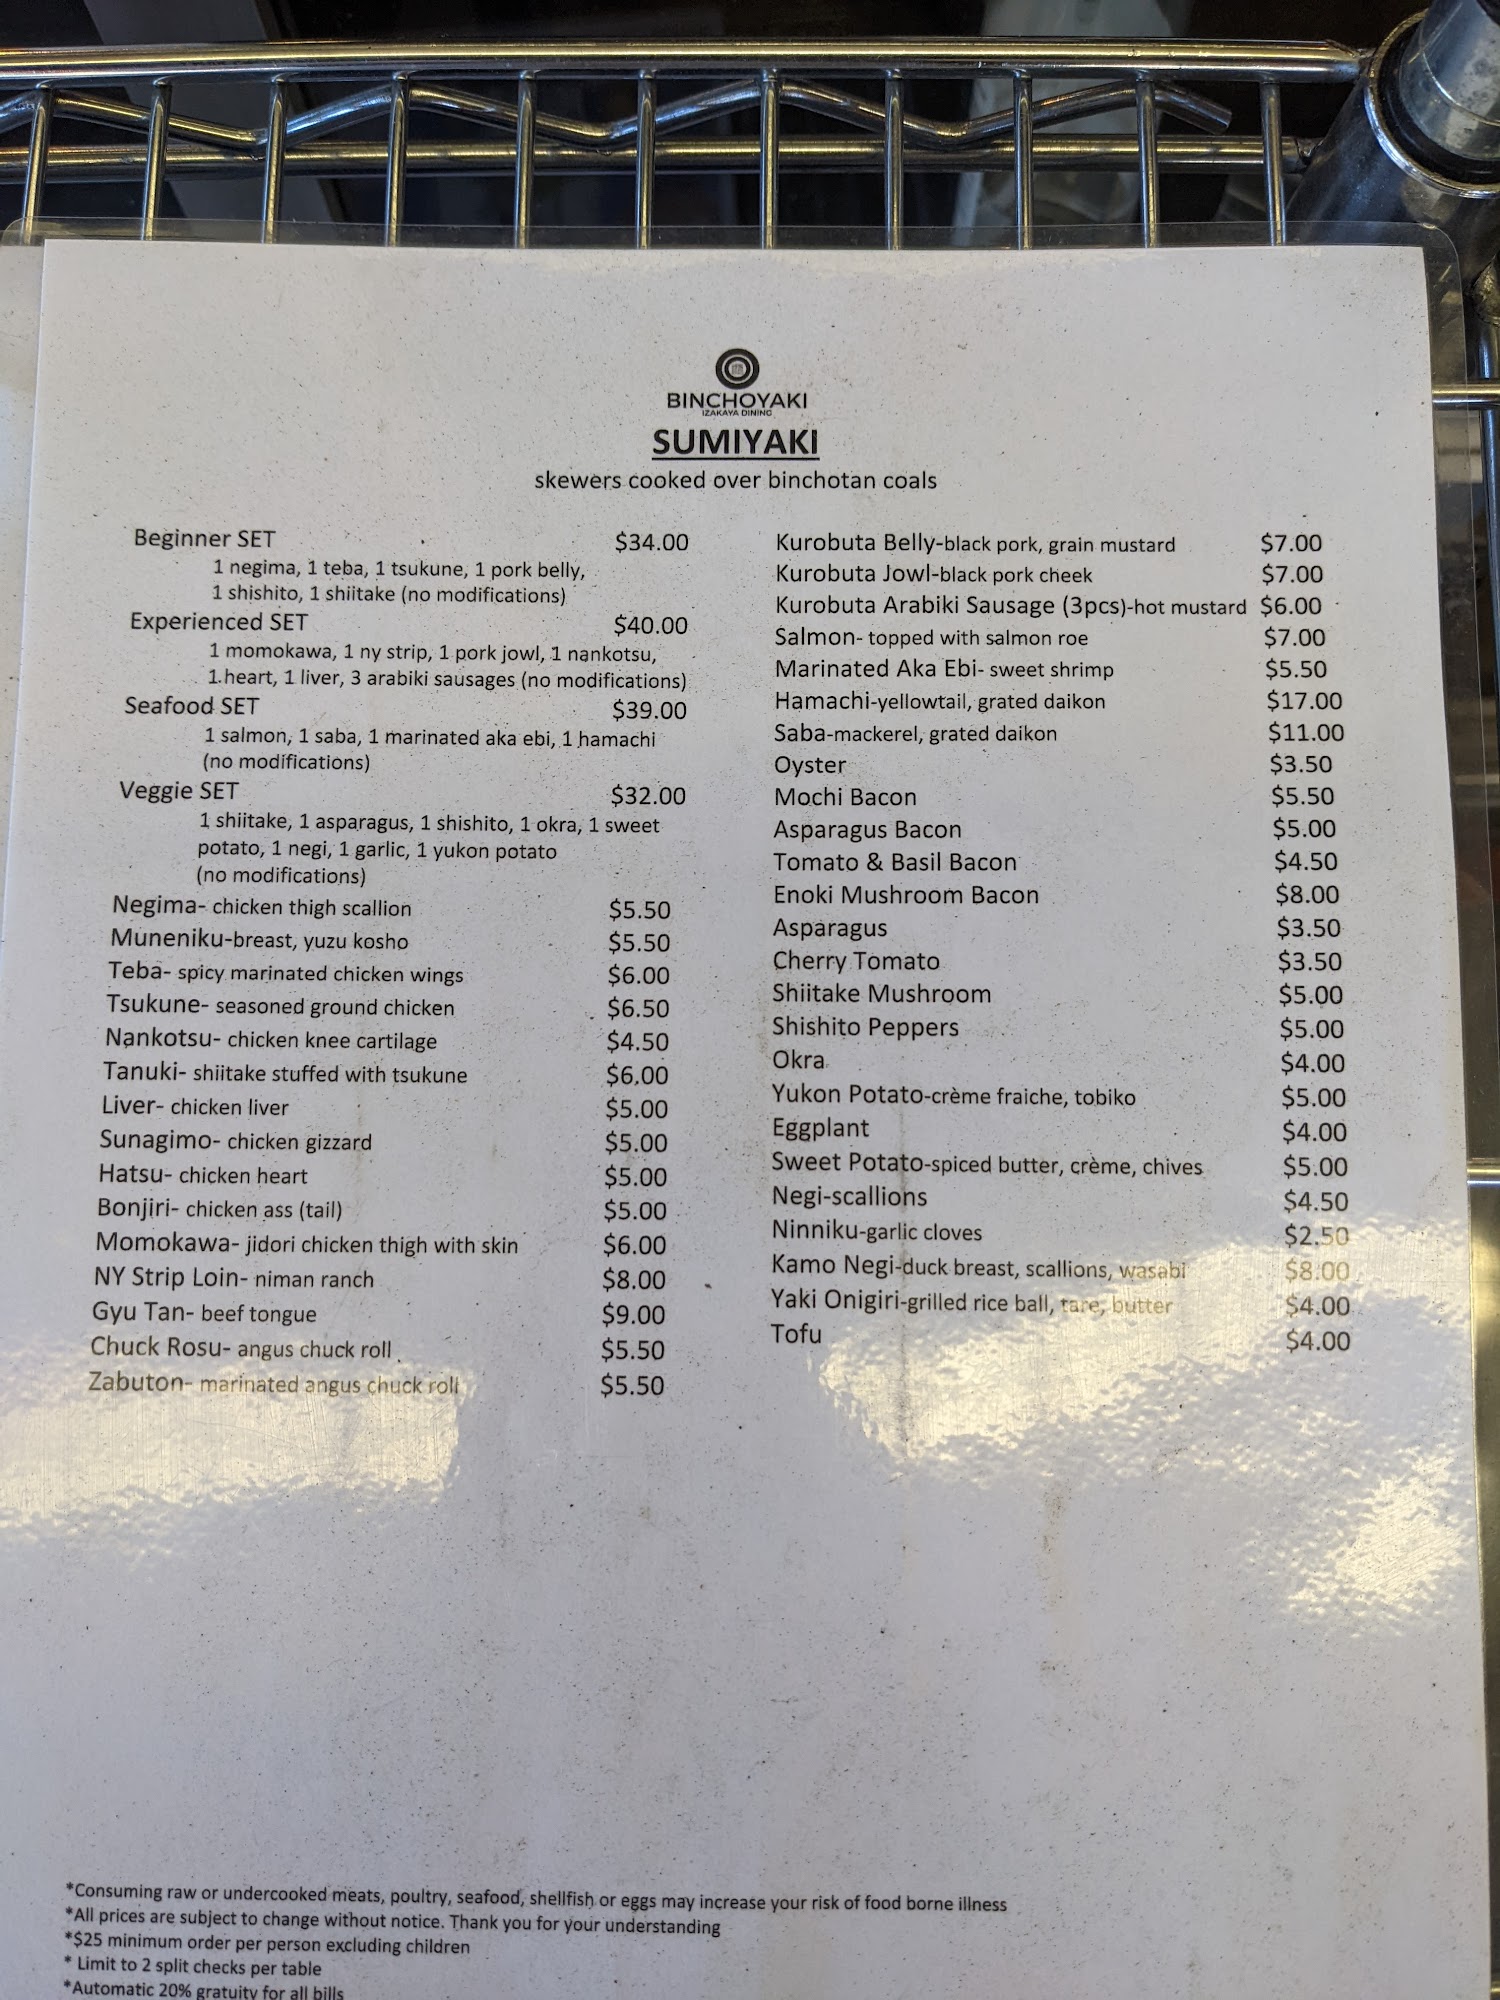 BINCHOYAKI
IZAKAYA DINING
SUMIYAKI
skewers cooked over binchotan coals
Beginner SET $34.00
1 negima, 1 teba, 1 tsukune, 1 pork belly,
1 shishito, 1 shiitake (no modifications)
Experienced SET $40.00
1 momokawa, 1 ny strip, 1 pork jowl, 1 nankotsu,
1 heart, 1 liver, 3 arabiki sausages (no modifications)
Seafood SET $39.00
1 salmon, 1 saba, 1 marinated aka ebi, 1 hamachi
(no modifications)
Veggie SET $32.00
1 shiitake, 1 asparagus, 1 shishito, 1 okra, 1 sweet
potato, 1 negi, 1 garlic, 1 yukon potato
(no modifications)
Negima- chicken thigh scallion $5.50
Muneniku-breast, yuzu kosho $5.50
Teba- spicy marinated chicken wings $6.00
Tsukune- seasoned ground chicken $6.50
Nankotsu- chicken knee cartilage $4.50
Tanuki- shiitake stuffed with tsukune $6.00
Liver- chicken liver $5.00
Sunagimo- chicken gizzard $5.00
Hatsu- chicken heart $5.00
Bonjiri- chicken ass (tail) $5.00
Momokawa- jidori chicken thigh with skin $6.00
NY Strip Loin- niman ranch $8.00
Gyu Tan- beef tongue $9.00
Chuck Rosu- angus chuck roll $5.50
Zabuton- marinated angus chuck roll $5.50
Kurobuta Belly-black pork, grain mustard $7.00
Kurobuta Jowl-black pork cheek $7.00
Kurobuta Arabiki Sausage (3pcs)-hot mustard $6.00
Salmon- topped with salmon roe $7.00
Marinated Aka Ebi- sweet shrimp $5.50
Hamachi-yellowtail, grated daikon $17.00
Saba-mackerel, grated daikon $11.00
Oyster $3.50
Mochi Bacon $5.50
Asparagus Bacon $5.00
Tomato & Basil Bacon $4.50
Enoki Mushroom Bacon $8.00
Asparagus $3.50
Cherry Tomato $3.50
Shiitake Mushroom $5.00
Shishito Peppers $5.00
Okra $4.00
Yukon Potato-crème fraiche, tobiko $5.00
Eggplant $4.00
Sweet Potato-spiced butter, crème, chives $5.00
Negi-scallions $4.50
Ninniku-garlic cloves $2.50
Kamo Negi-duck breast, scallions, wasabi $8.00
Yaki Onigiri-grilled rice ball, tare, butter $4.00
Tofu $4.00
*Consuming raw or undercooked meats, poultry, seafood, shellfish or eggs may increase your risk of food borne illness
*All prices are subject to change without notice. Thank you for your understanding
*$25 minimum order per person excluding children
* Limit to 2 split checks per table
*Automatic 20% gratuity for all bills